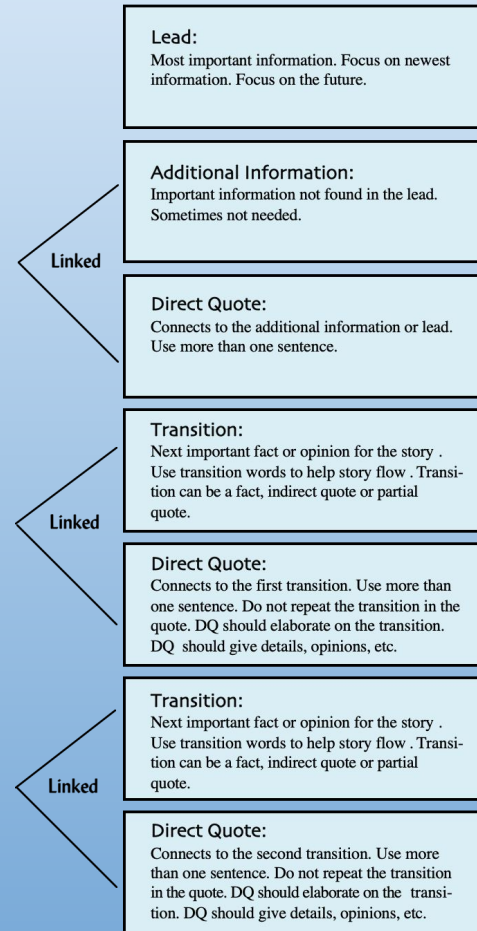 Lead:
Most important information. Focus on newest
information. Focus on the future.
Additional Information:
Important information not found in the lead.
Sometimes not needed.
Linked
Direct Quote:
Connects to the additional information or lead.
Use more than one sentence.
Transition:
Next important fact or opinion for the story .
Use transition words to help story flow . Transi-
tion can be a fact, indirect quote or partial
quote.
Linked
Direct Quote:
Connects to the first transition. Use more than
one sentence. Do not repeat the transition in the
quote. DQ should elaborate on the transition.
DQ should give details, opinions, etc.
Transition:
Next important fact or opinion for the story .
Use transition words to help story flow . Transi-
tion can be a fact, indirect quote or partial
quote.
Linked
Direct Quote:
Connects to the second transition. Use more
than one sentence. Do not repeat the transition
in the quote. DQ should elaborate on the transi-
tion. DQ should give details, opinions, etc.